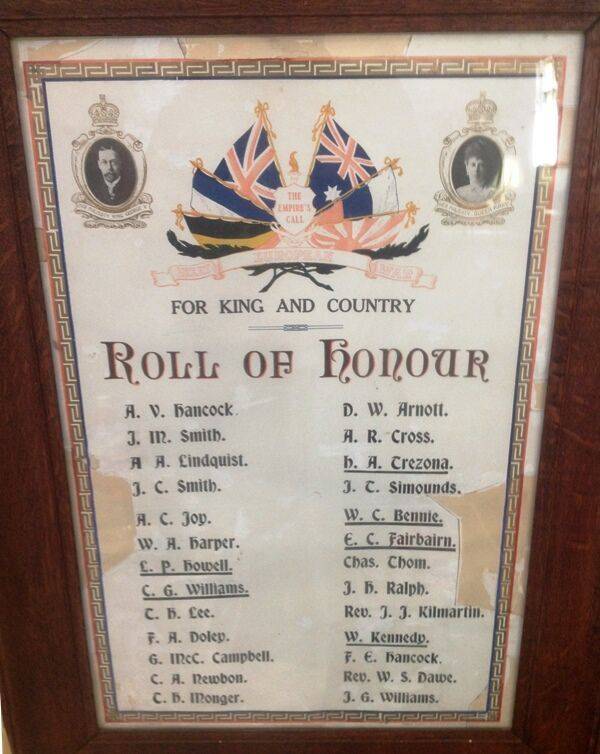 THE
EMPIRE'S
CALL
EUROPEAN
WAR
FOR KING AND COUNTRY
ROLL OF HONOUR
A. V. Hancock.
J. M. Smith.
A A. Lindquist.
J. C. Smith.
A. C. Joy.
W. A. Harper.
L. P. Howell.
C. G. Williams.
T. H. Lee.
F. A. Doley.
G. McC. Campbell.
C. A. Newbon.
T. H. Monger.
D. W. Arnott.
A. R. Cross.
H. A. Trezona.
J. T. Simounds.
W. C. Bennie.
E. C. Fairbairn.
Chas. Thom.
J. H. Ralph.
Rev. J. J. Kilmartin.
W. Kennedy.
F. E. Hancock.
Rev. W. S. Dawe.
J. G. Williams.